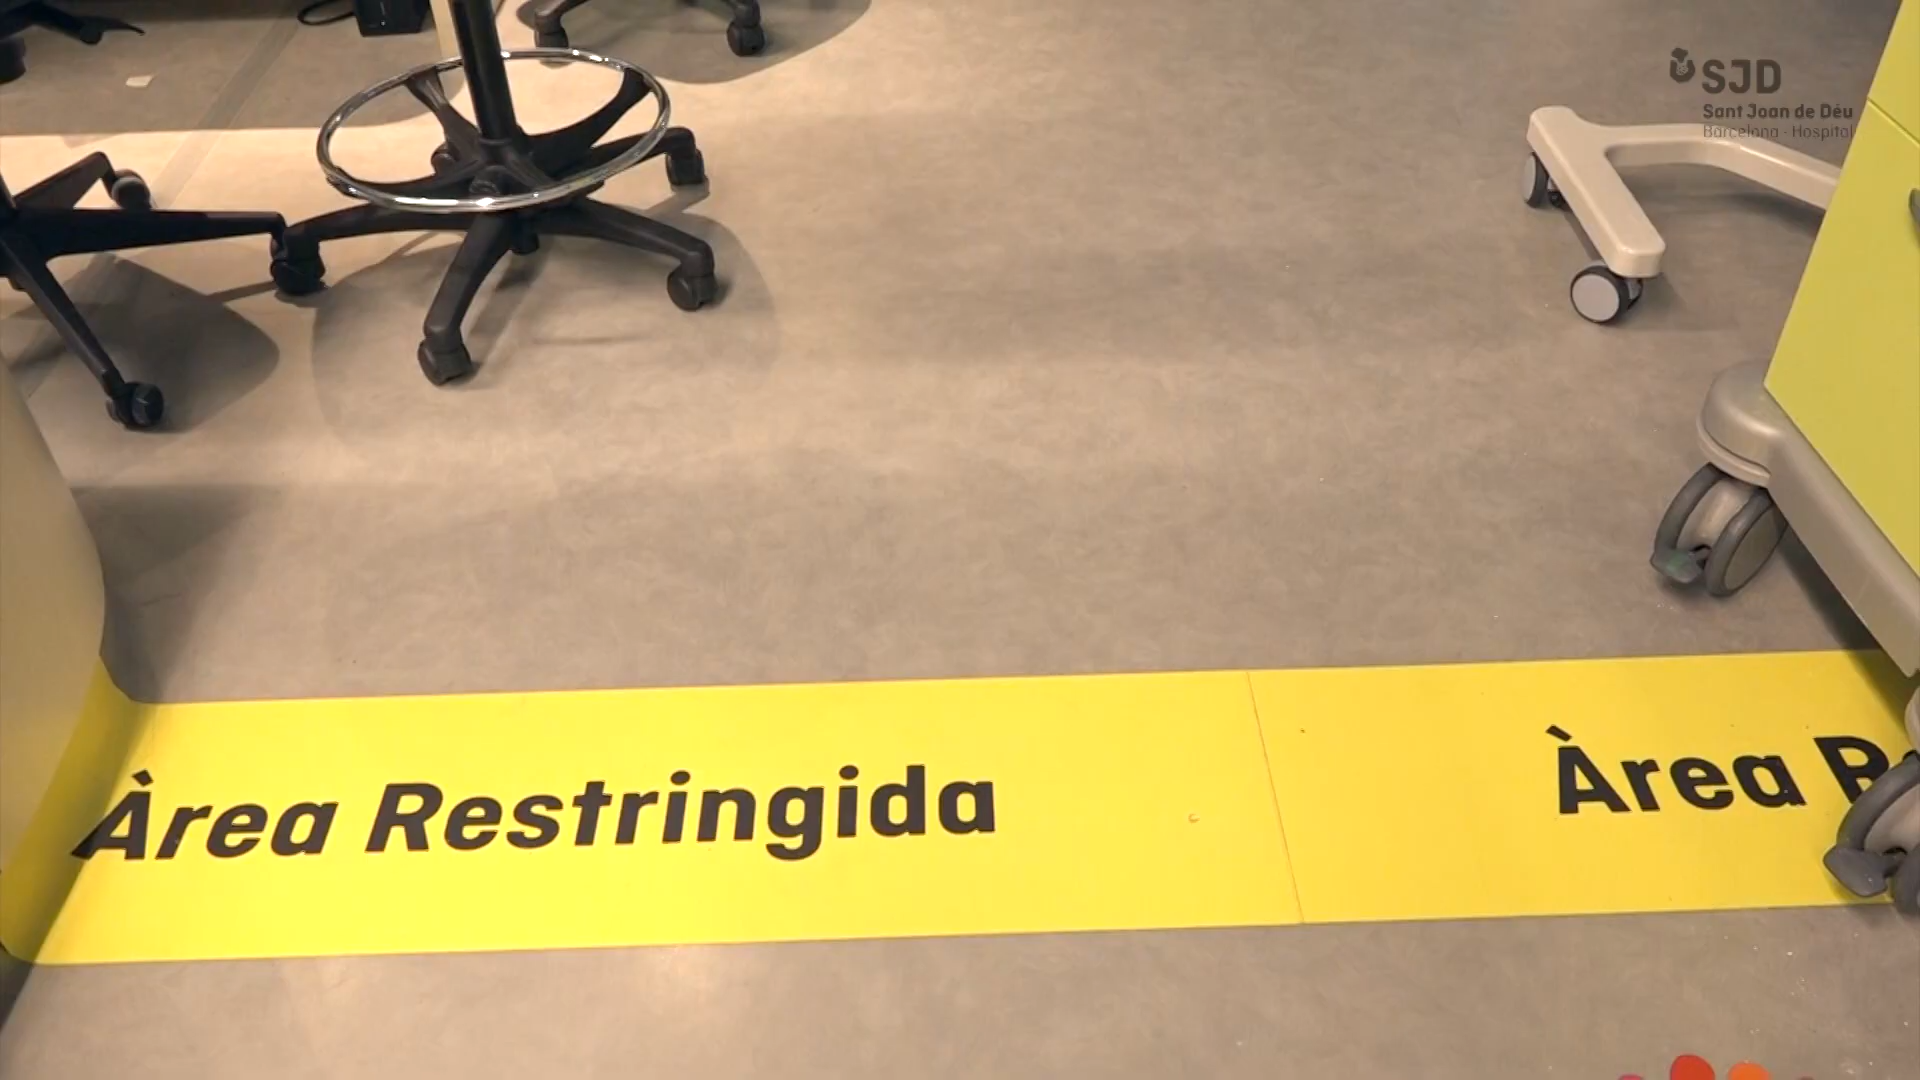 SJD
Sant Joan de Déu
Barcelona · Hospital
Àrea Restringida
Àrea